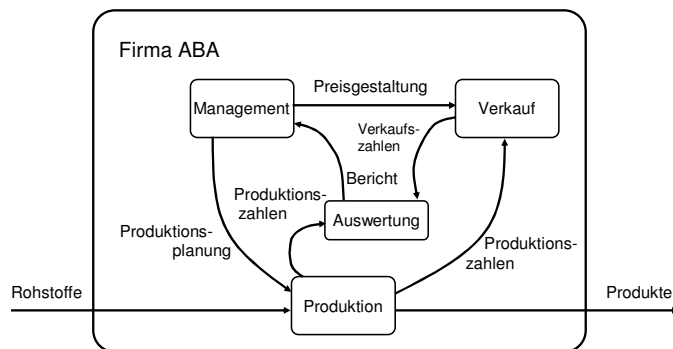 Firma ABA
Preisgestaltung
Management
Verkauf
Verkaufs-
zahlen
Bericht
Produktions-
zahlen
Auswertung
Produktions-
planung
Produktions-
zahlen
Rohstoffe
Produktion
Produkte